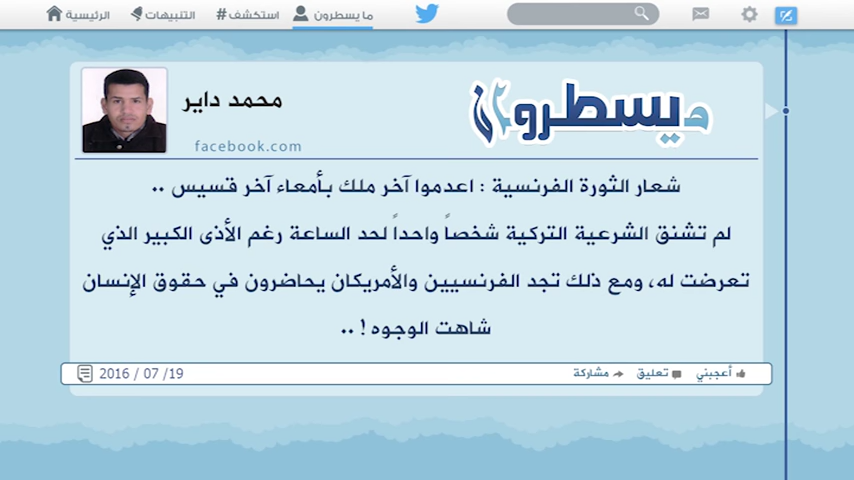 الرئيسية التنبيهات #استكشف ما يسطرون
محمد داير
facebook.com
ما يسطرون
شعار الثورة الفرنسية : اعدموا آخر ملك بأمعاء آخر قسيس ..
لم تشنق الشرعية التركية شخصاً واحداً لحد الساعة رغم الأذى الكبير الذي
تعرضت له، ومع ذلك تجد الفرنسيين والأمريكان يحاضرون في حقوق الإنسان
شاهت الوجوه ! ..
أعجبني تعليق مشاركة 2016 / 07 /19